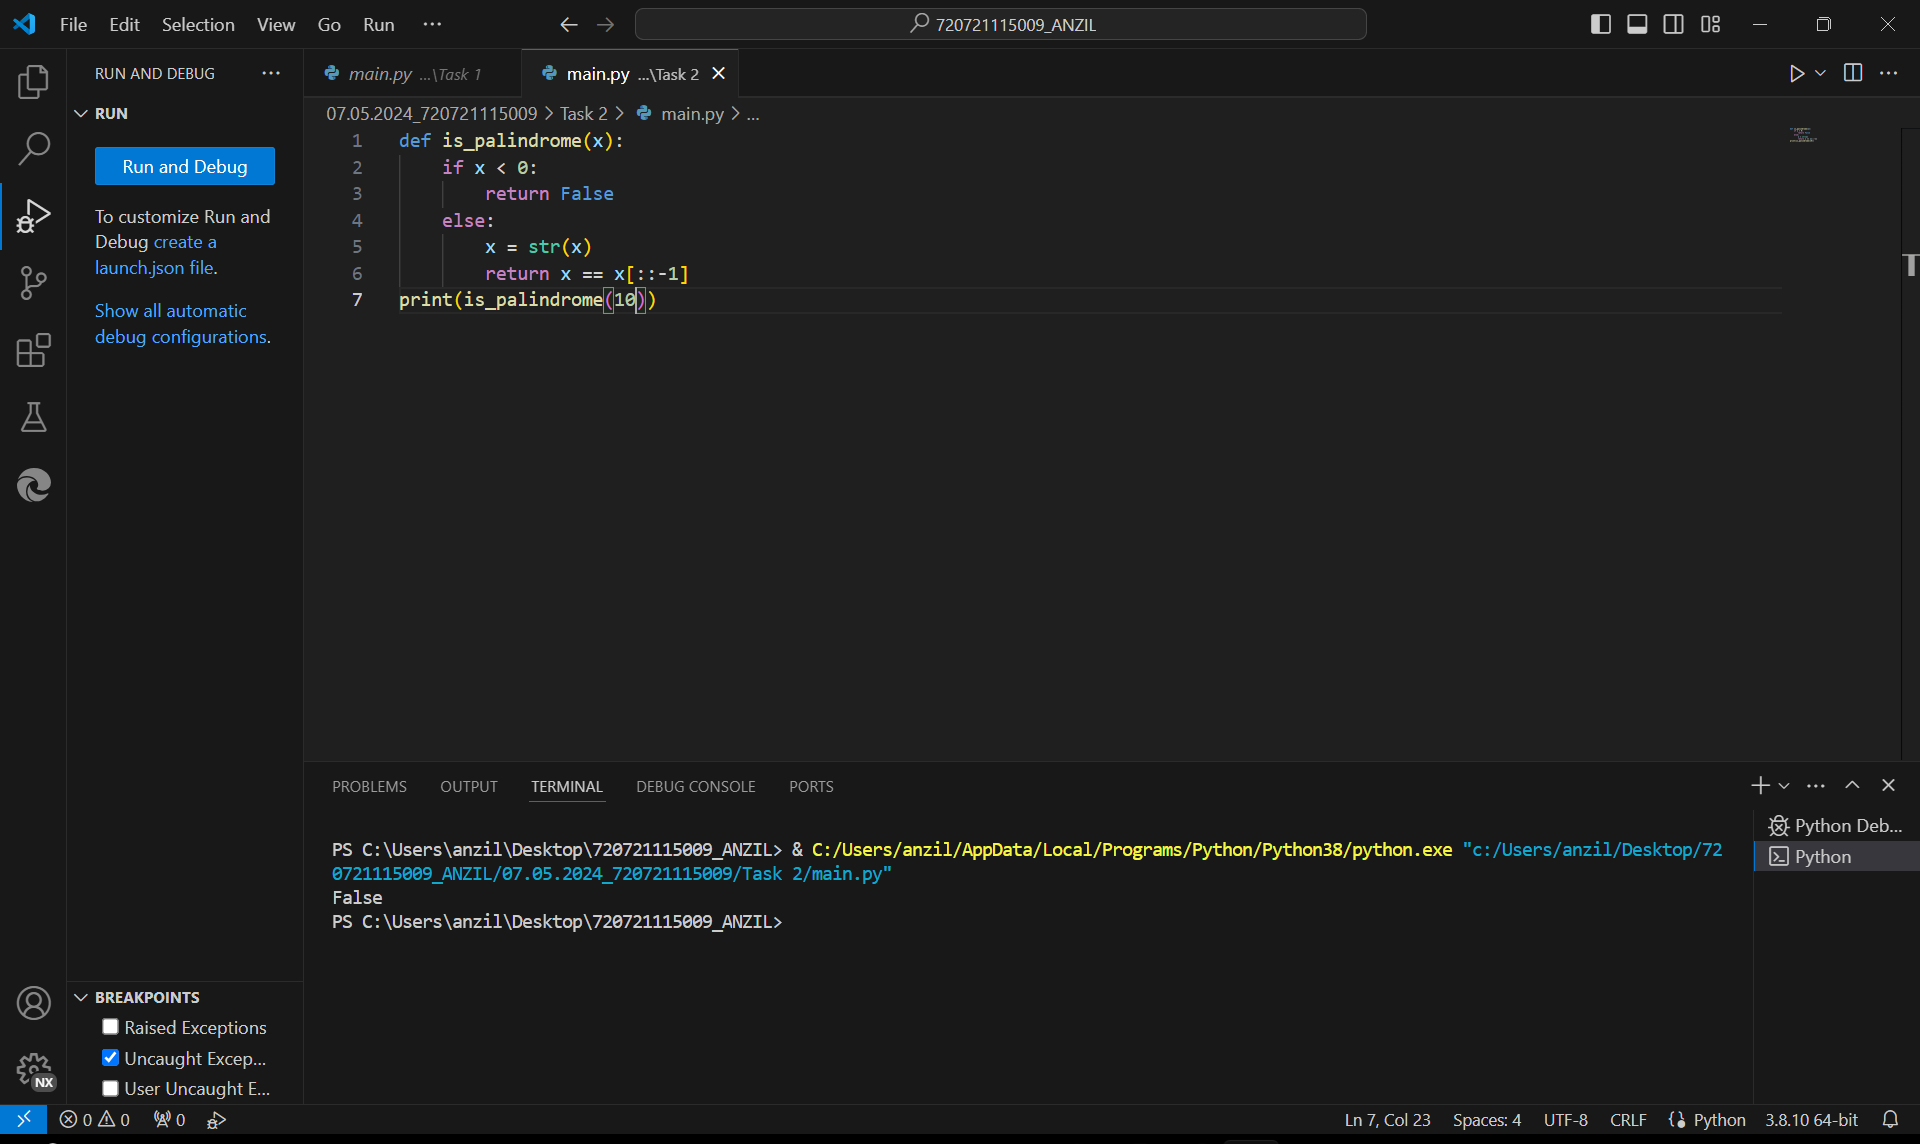 File Edit Selection View Go Run ···
720721115009_ANZIL
RUN AND DEBUG ···
RUN
Run and Debug
To customize Run and
Debug create a
launch.json file.
Show all automatic
debug configurations.
main.py ...\Task 1
main.py ...\Task 2
07.05.2024_720721115009 > Task 2 > main.py > ...
1 def is_palindrome(x):
2 if x < 0:
3 return False
4 else:
5 x = str(x)
6 return x == x[::-1]
7 print(is_palindrome(10))
PROBLEMS OUTPUT TERMINAL DEBUG CONSOLE PORTS
PS C:\Users\anzil\Desktop\720721115009_ANZIL> & C:/Users/anzil/AppData/Local/Programs/Python/Python38/python.exe "c:/Users/anzil/Desktop/72
0721115009_ANZIL/07.05.2024_720721115009/Task 2/main.py"
False
PS C:\Users\anzil\Desktop\720721115009_ANZIL>
Python Deb...
Python
BREAKPOINTS
Raised Exceptions
Uncaught Excep...
User Uncaught E...
NX
0 0 0
Ln 7, Col 23 Spaces: 4 UTF-8 CRLF Python 3.8.10 64-bit